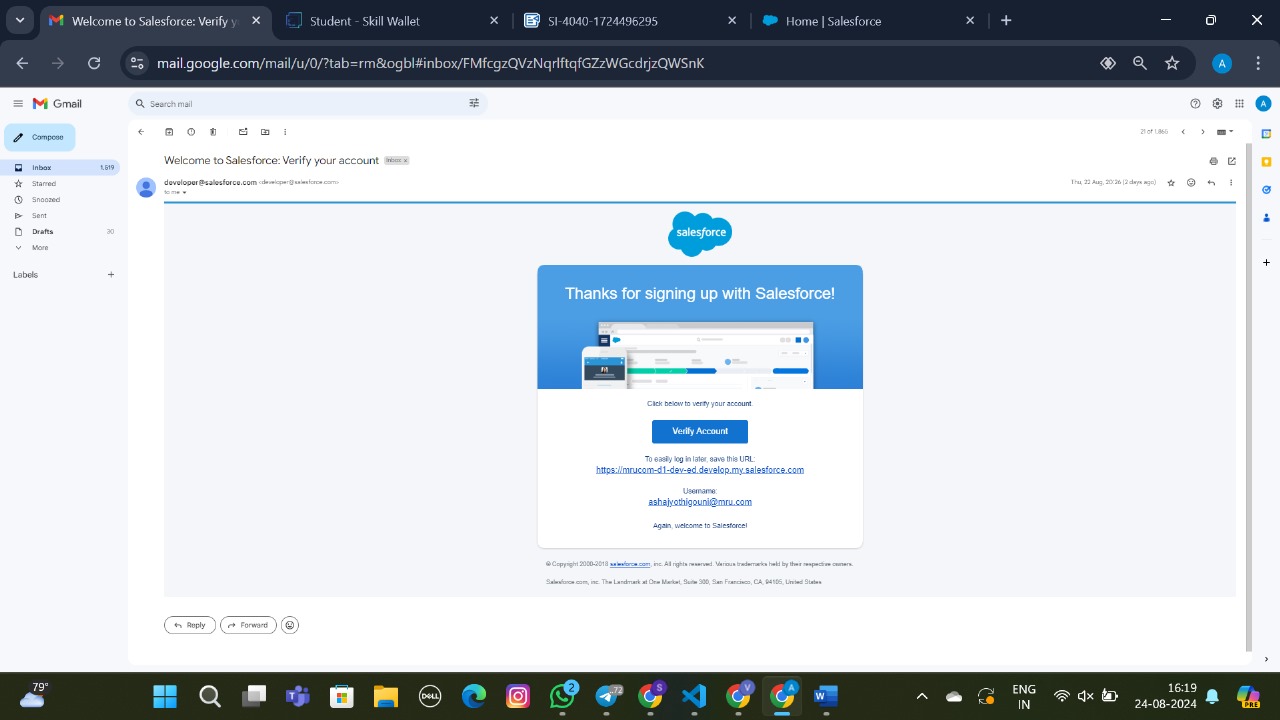 Welcome to Salesforce: Verify y
Student - Skill Wallet
SI-4040-1724496295
Home | Salesforce
mail.google.com/mail/u/0/?tab=rm&ogbl#inbox/FMfcgzQVzNqrlftqfGZzWGcdrjzQWSnK
A
Gmail
Search mail
A
Compose
21 of 1,865
Inbox 1,519
Starred
Snoozed
Sent
Drafts 30
More
Labels
Welcome to Salesforce: Verify your account Inbox x
developer@salesforce.com <developer@salesforce.com>
Thu, 22 Aug, 20:26 (2 days ago)
to me
salesforce
Thanks for signing up with Salesforce!
Click below to verify your account.
Verify Account
To easily log in later, save this URL:
https://mrucom-d1-dev-ed.develop.my.salesforce.com
Username:
ashajyothigouni@mru.com
Again, welcome to Salesforce!
© Copyright 2000-2018 salesforce.com, inc. All rights reserved. Various trademarks held by their respective owners.
Salesforce.com, inc. The Landmark at One Market, Suite 300, San Francisco, CA, 94105, United States
Reply
Forward
79°
DELL
2
72
S
V
A
W
ENG
IN
16:19
24-08-2024
PRE